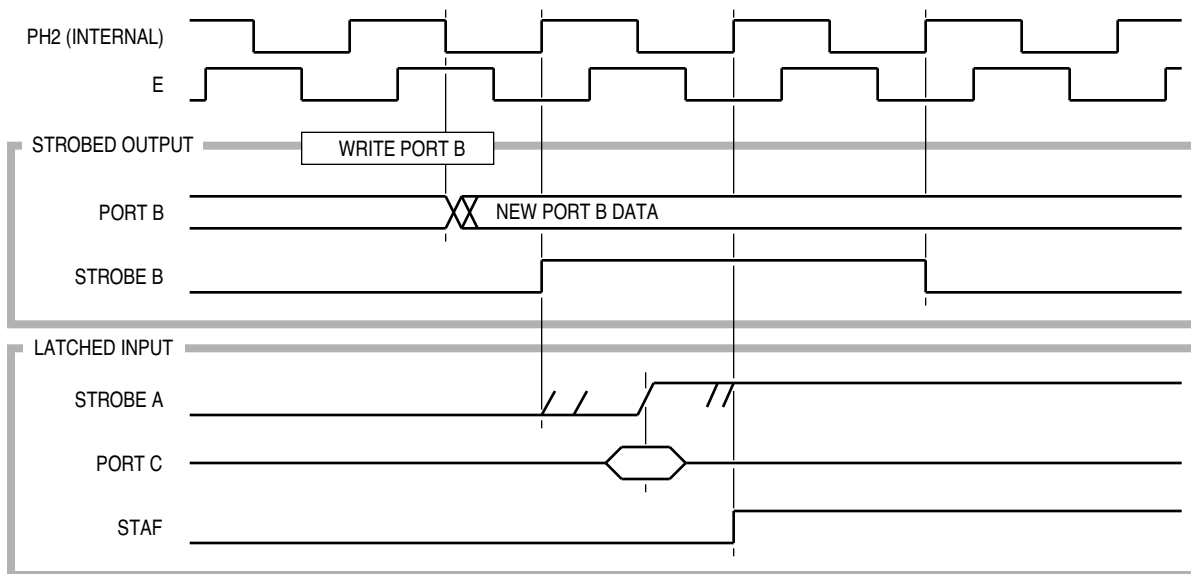 PH2 (INTERNAL)
E
STROBED OUTPUT
WRITE PORT B
PORT B
NEW PORT B DATA
STROBE B
LATCHED INPUT
STROBE A
PORT C
STAF